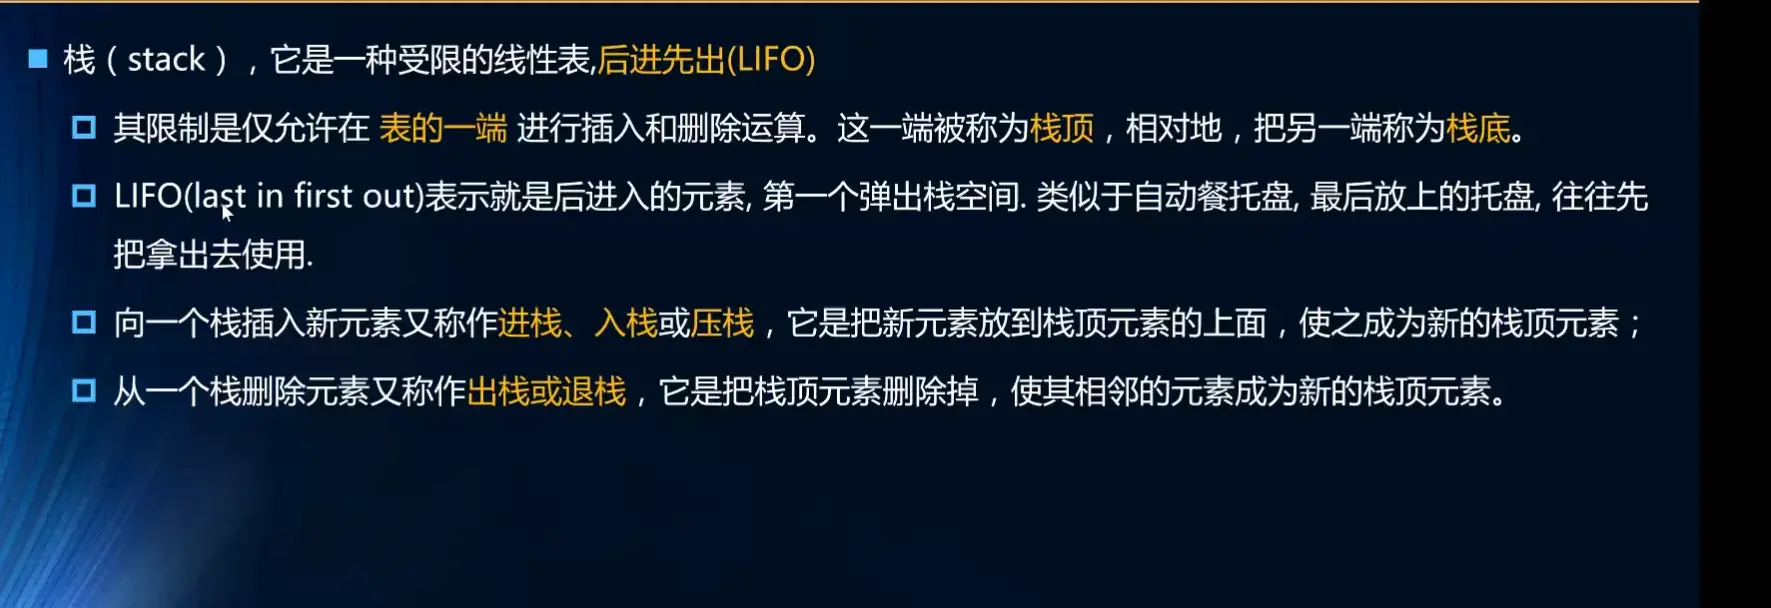 栈（stack），它是一种受限的线性表,后进先出(LIFO)
其限制是仅允许在 表的一端 进行插入和删除运算。这一端被称为栈顶，相对地，把另一端称为栈底。
LIFO(last in first out)表示就是后进入的元素, 第一个弹出栈空间. 类似于自动餐托盘, 最后放上的托盘, 往往先
把拿出去使用.
向一个栈插入新元素又称作进栈、入栈或压栈，它是把新元素放到栈顶元素的上面，使之成为新的栈顶元素；
从一个栈删除元素又称作出栈或退栈，它是把栈顶元素删除掉，使其相邻的元素成为新的栈顶元素。